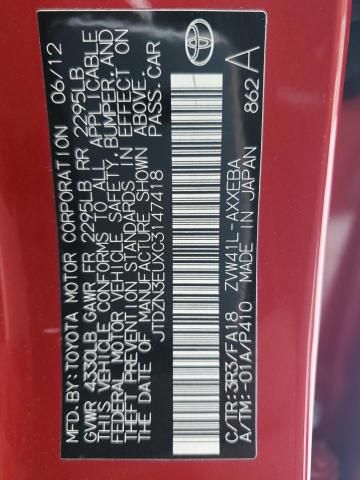 MFD. BY: TOYOTA MOTOR CORPORATION 06/12
GVWR 4330LB GAWR FR 2275LB RR 2295LB
THIS VEHICLE CONFORMS TO ALL APPLICABLE
FEDERAL MOTOR VEHICLE SAFETY, BUMPER, AND
THEFT PREVENTION STANDARDS IN EFFECT ON
THE DATE OF MANUFACTURE SHOWN ABOVE.
JTDZN3EUXC3147418 PASS. CAR
C/TR: 3R3/FA18 ZVW41L-AXXEBA
A/TM: -01A/P410 MADE IN JAPAN 862 A
TOYOTA